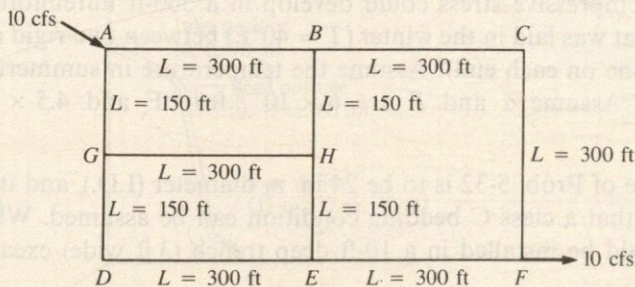 10 cfs
A B C
L = 300 ft L = 300 ft
L = 150 ft L = 150 ft
G H L = 300 ft
L = 300 ft
L = 150 ft L = 150 ft
10 cfs
D L = 300 ft E L = 300 ft F